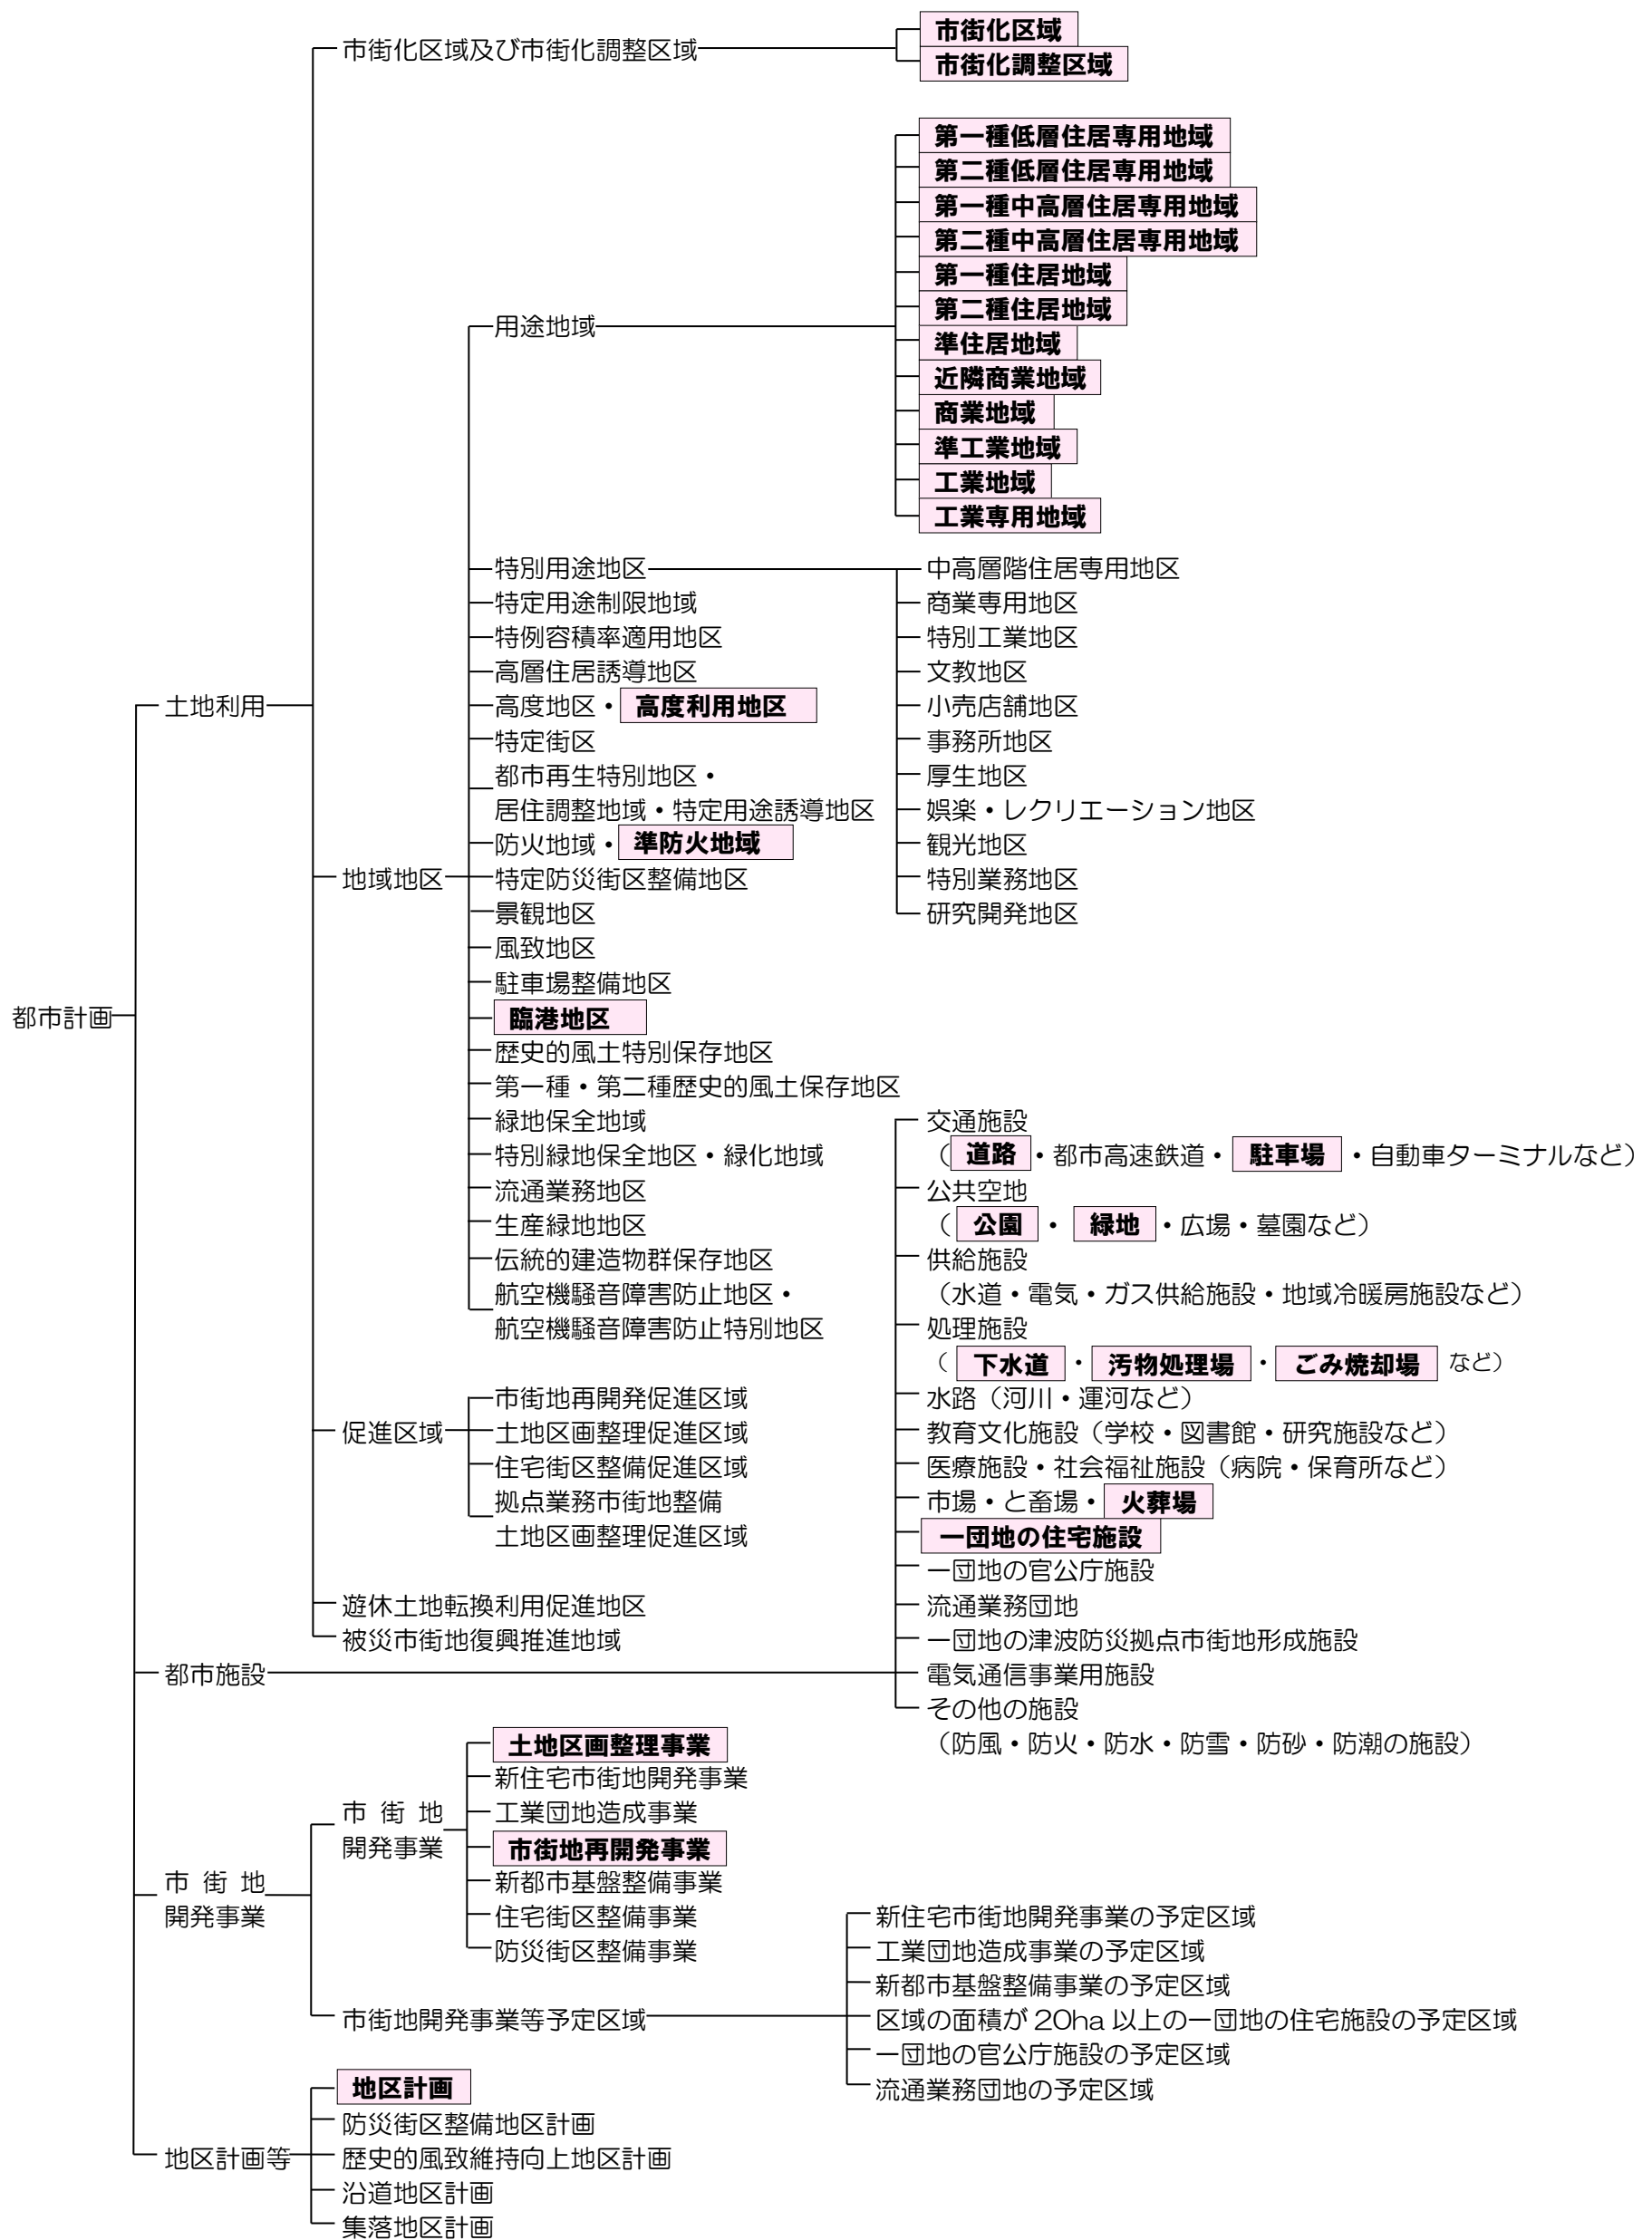 都市計画
土地利用
市街化区域及び市街化調整区域
市街化区域
市街化調整区域
地域地区
用途地域
第一種低層住居専用地域
第二種低層住居専用地域
第一種中高層住居専用地域
第二種中高層住居専用地域
第一種住居地域
第二種住居地域
準住居地域
近隣商業地域
商業地域
準工業地域
工業地域
工業専用地域
特別用途地区
中高層階住居専用地区
商業専用地区
特別工業地区
文教地区
小売店舗地区
事務所地区
厚生地区
娯楽・レクリエーション地区
観光地区
特別業務地区
研究開発地区
特定用途制限地域
特例容積率適用地区
高層住居誘導地区
高度地区・高度利用地区
特定街区
都市再生特別地区・
居住調整地域・特定用途誘導地区
防火地域・準防火地域
特定防災街区整備地区
景観地区
風致地区
駐車場整備地区
臨港地区
歴史的風土特別保存地区
第一種・第二種歴史的風土保存地区
緑地保全地域
特別緑地保全地区・緑化地域
流通業務地区
生産緑地地区
伝統的建造物群保存地区
航空機騒音障害防止地区・
航空機騒音障害防止特別地区
促進区域
市街地再開発促進区域
土地区画整理促進区域
住宅街区整備促進区域
拠点業務市街地整備
土地区画整理促進区域
遊休土地転換利用促進地区
被災市街地復興推進地域
都市施設
交通施設
（道路・都市高速鉄道・駐車場・自動車ターミナルなど）
公共空地
（公園・緑地・広場・墓園など）
供給施設
（水道・電気・ガス供給施設・地域冷暖房施設など）
処理施設
（下水道・汚物処理場・ごみ焼却場 など）
水路（河川・運河など）
教育文化施設（学校・図書館・研究施設など）
医療施設・社会福祉施設（病院・保育所など）
市場・と畜場・火葬場
一団地の住宅施設
一団地の官公庁施設
流通業務団地
一団地の津波防災拠点市街地形成施設
電気通信事業用施設
その他の施設
（防風・防火・防水・防雪・防砂・防潮の施設）
市 街 地
開発事業
市 街 地
開発事業
土地区画整理事業
新住宅市街地開発事業
工業団地造成事業
市街地再開発事業
新都市基盤整備事業
住宅街区整備事業
防災街区整備事業
市街地開発事業等予定区域
新住宅市街地開発事業の予定区域
工業団地造成事業の予定区域
新都市基盤整備事業の予定区域
区域の面積が 20ha 以上の一団地の住宅施設の予定区域
一団地の官公庁施設の予定区域
流通業務団地の予定区域
地区計画等
地区計画
防災街区整備地区計画
歴史的風致維持向上地区計画
沿道地区計画
集落地区計画